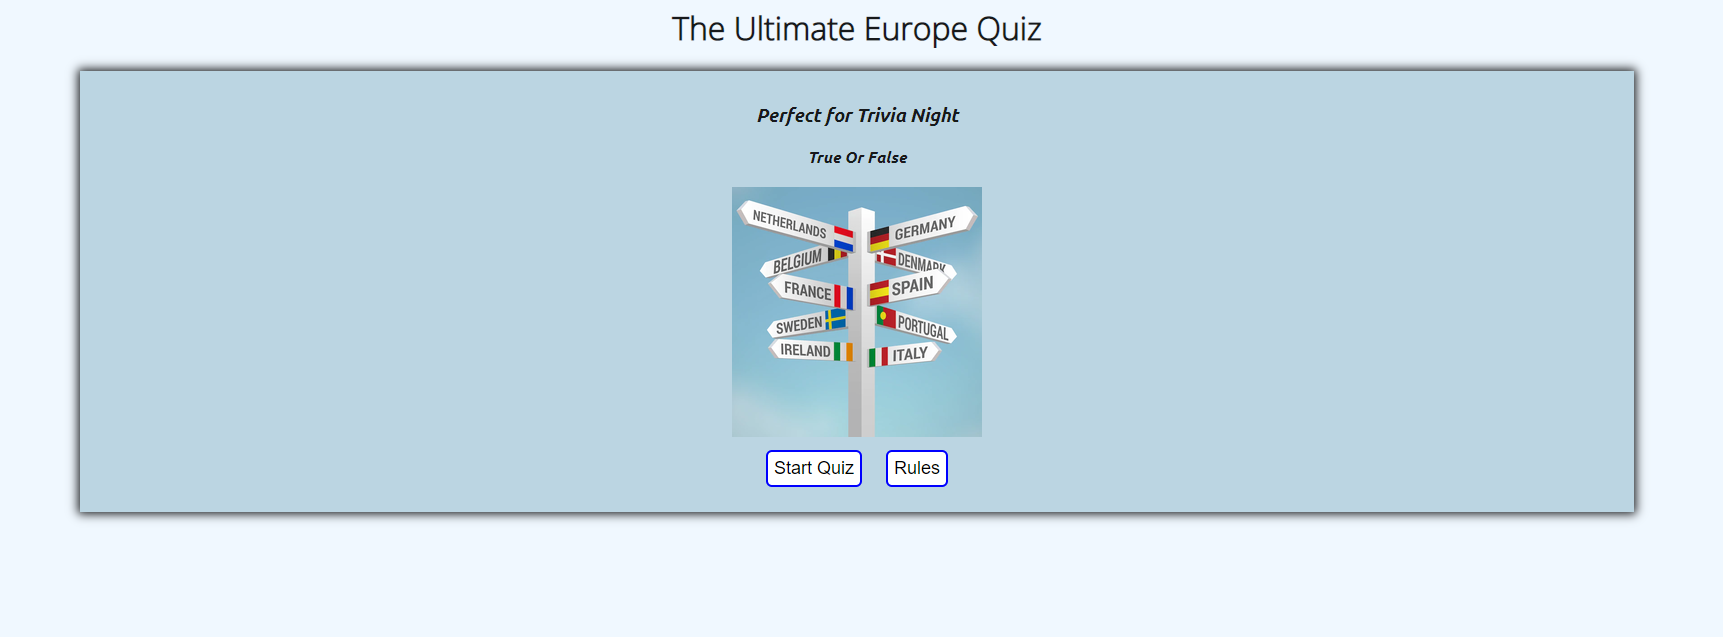 The Ultimate Europe Quiz
Perfect for Trivia Night
True Or False
NETHERLANDS
GERMANY
BELGIUM
DENMARK
FRANCE
SPAIN
SWEDEN
PORTUGAL
IRELAND
ITALY
Start Quiz
Rules